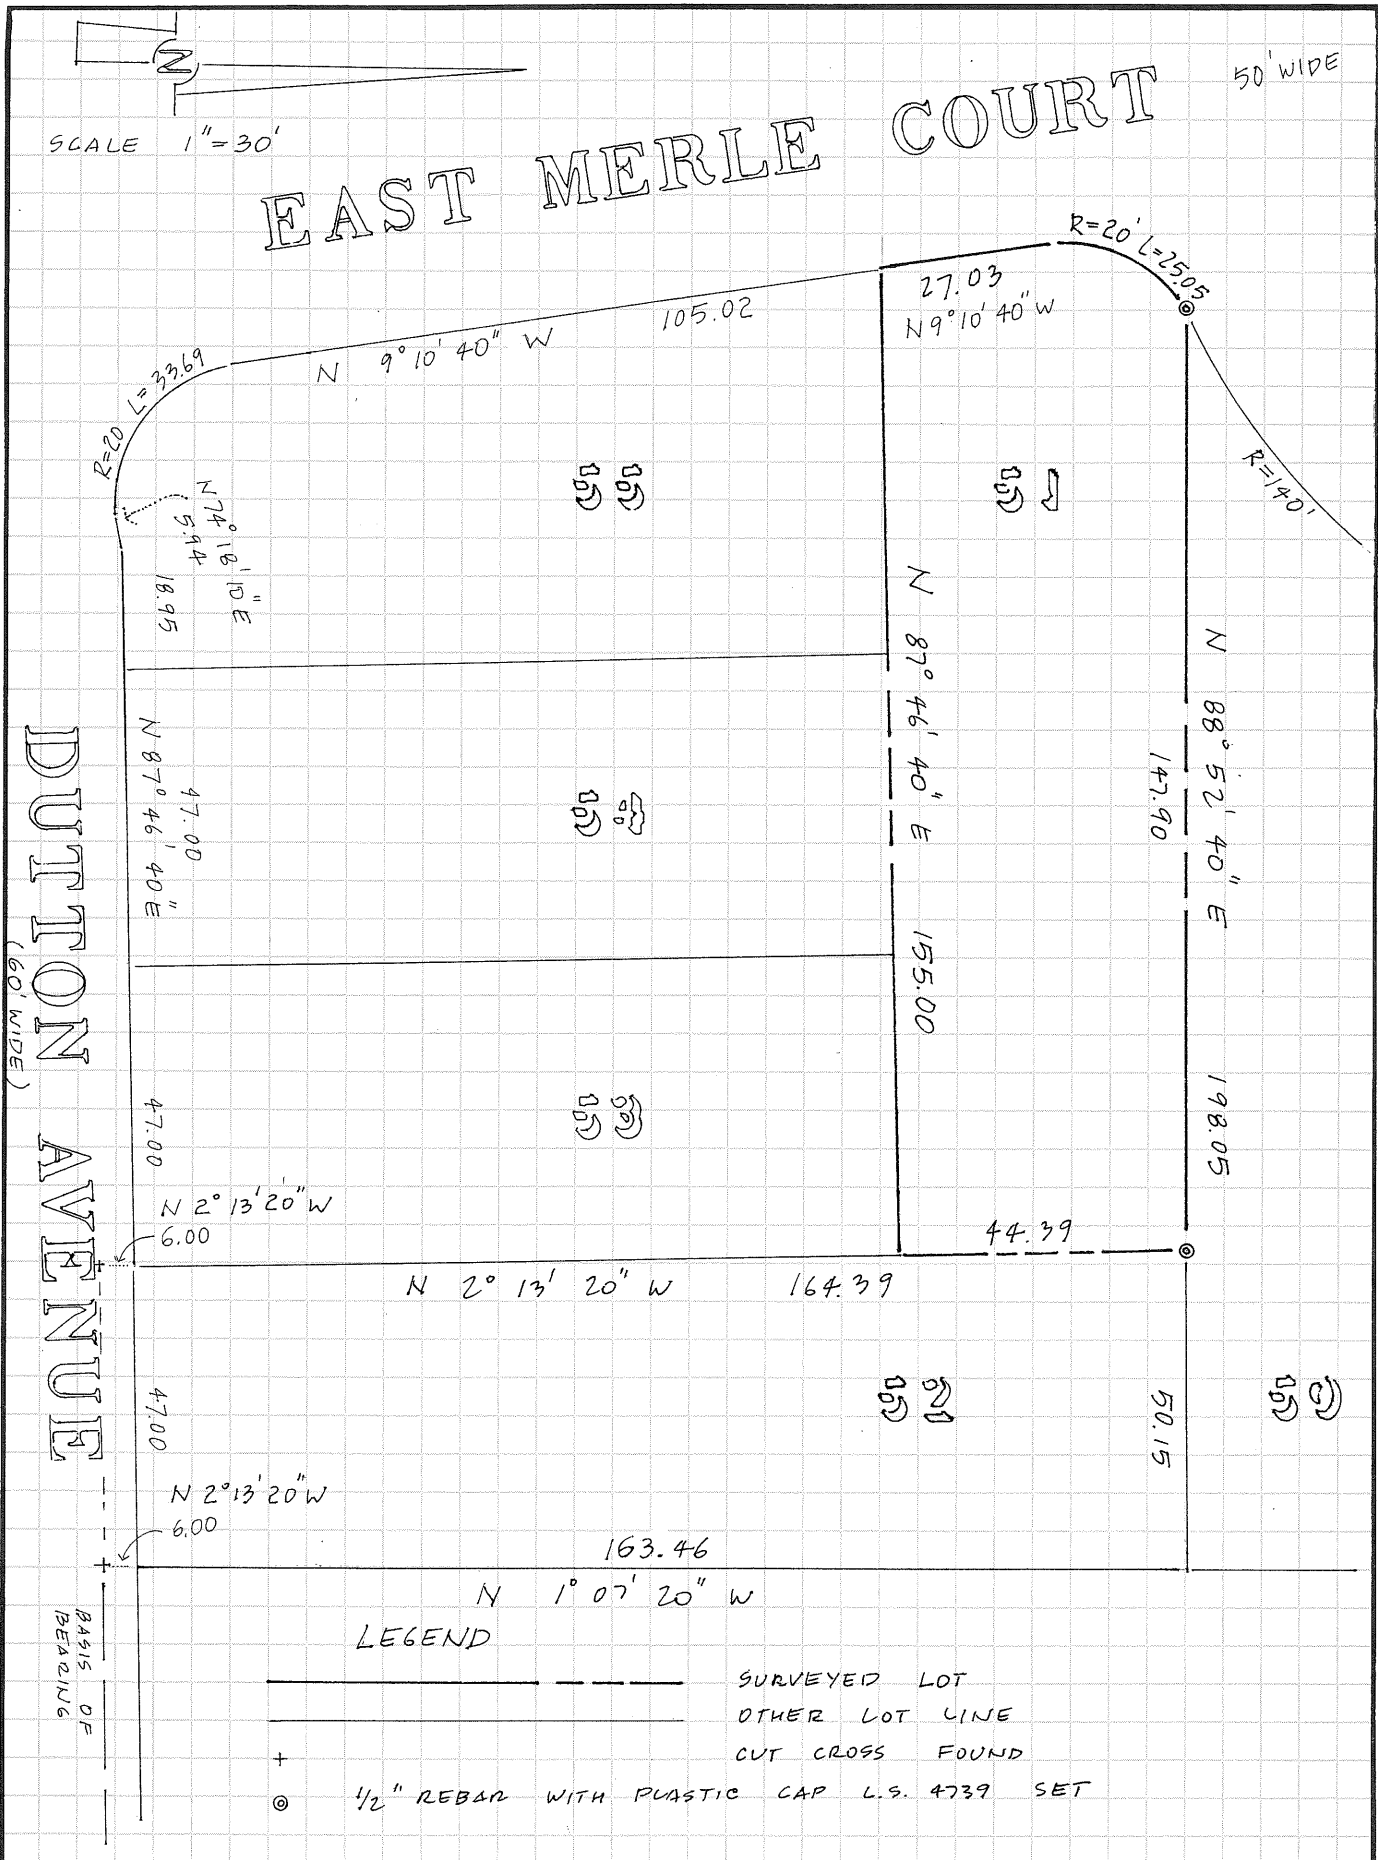 N
SCALE 1"=30'
EAST MERLE COURT
50' WIDE
R=20' L=25.05
27.03
N 9° 10' 40" W
105.02
N 9° 10' 40" W
R=20 L=33.69
R=140'
N 74° 18' 10" E
5.94
18.95
55
51
N 87° 46' 40" E 155.00
N 88° 52' 40" E 198.05
147.90
47.00
N 87° 46' 40" E
54
DUTTON AVENUE
(60' WIDE)
47.00
53
N 2° 13' 20" W
6.00
44.39
N 2° 13' 20" W 164.39
47.00
52
50.15
50
N 2° 13' 20" W
6.00
163.46
N 1° 07' 20" W
BASIS OF
BEARING
LEGEND
SURVEYED LOT
OTHER LOT LINE
+ CUT CROSS FOUND
1/2" REBAR WITH PLASTIC CAP L.S. 4739 SET